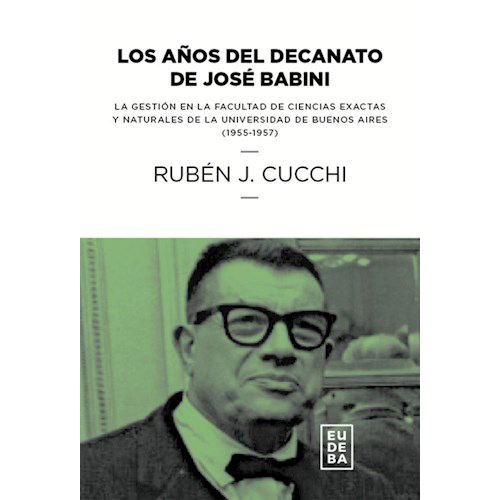 LOS AÑOS DEL DECANATO
DE JOSÉ BABINI
LA GESTIÓN EN LA FACULTAD DE CIENCIAS EXACTAS
Y NATURALES DE LA UNIVERSIDAD DE BUENOS AIRES
(1955-1957)
RUBÉN J. CUCCHI
EU
DE
BA